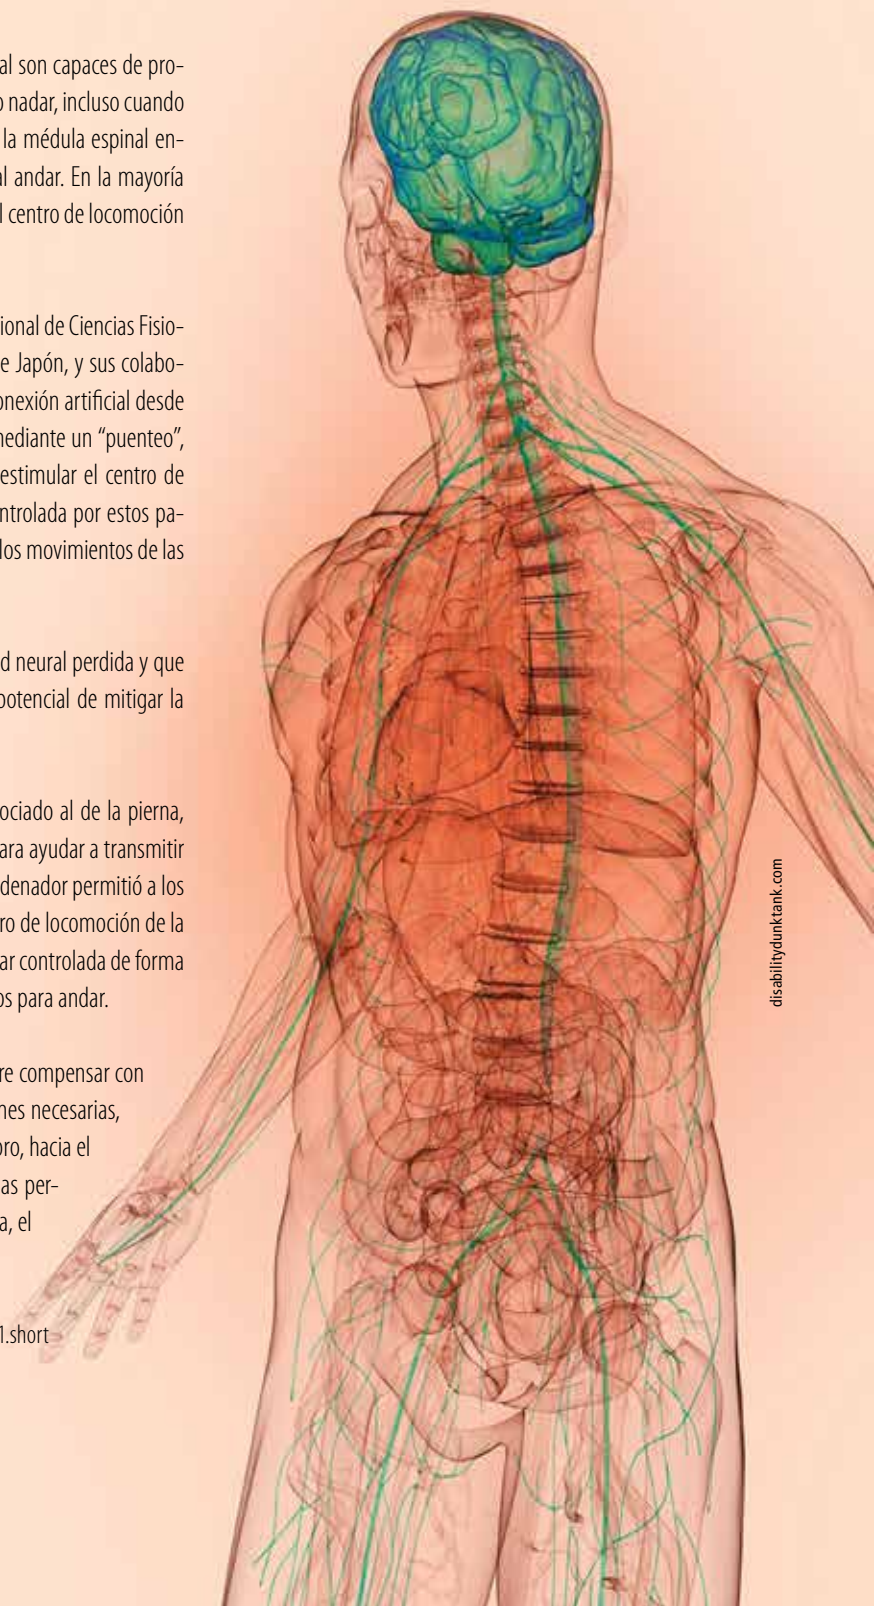 al son capaces de pro-
o nadar, incluso cuando
la médula espinal en-
al andar. En la mayoría
l centro de locomoción
ional de Ciencias Fisio-
e Japón, y sus colabo-
onexión artificial desde
mediante un “puenteo”,
estimular el centro de
ntrolada por estos pa-
los movimientos de las
d neural perdida y que
potencial de mitigar la
ociado al de la pierna,
ara ayudar a transmitir
denador permitió a los
ro de locomoción de la
ar controlada de forma
os para andar.
re compensar con
nes necesarias,
oro, hacia el
as per-
a, el
1.short
disabilitydunktank.com